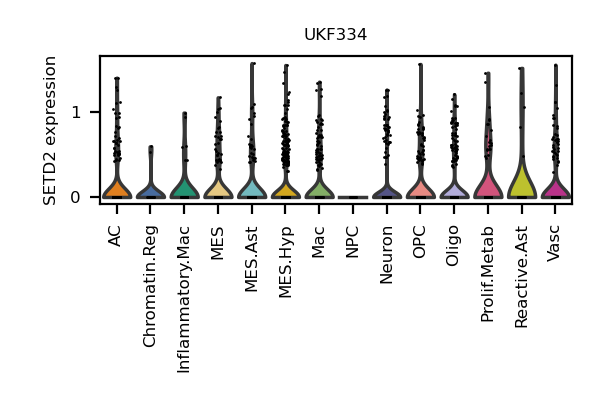 UKF334
SETD2 expression
1
0
AC
Chromatin.Reg
Inflammatory.Mac
MES
MES.Ast
MES.Hyp
Mac
NPC
Neuron
OPC
Oligo
Prolif.Metab
Reactive.Ast
Vasc